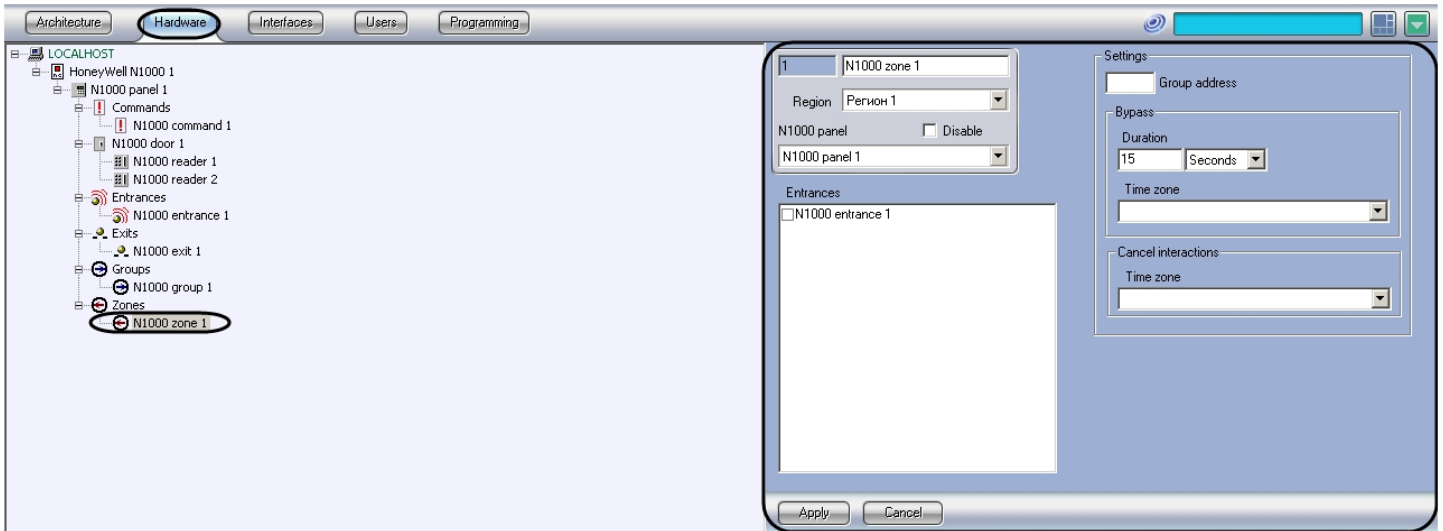 Architecture Hardware Interfaces Users Programming
LOCALHOST
HoneyWell N1000 1
N1000 panel 1
Commands
N1000 command 1
N1000 door 1
N1000 reader 1
N1000 reader 2
Entrances
N1000 entrance 1
Exits
N1000 exit 1
Groups
N1000 group 1
Zones
N1000 zone 1
1 N1000 zone 1
Region Регион 1
N1000 panel Disable
N1000 panel 1
Entrances
N1000 entrance 1
Settings
Group address
Bypass
Duration
15 Seconds
Time zone
Cancel interactions
Time zone
Apply Cancel